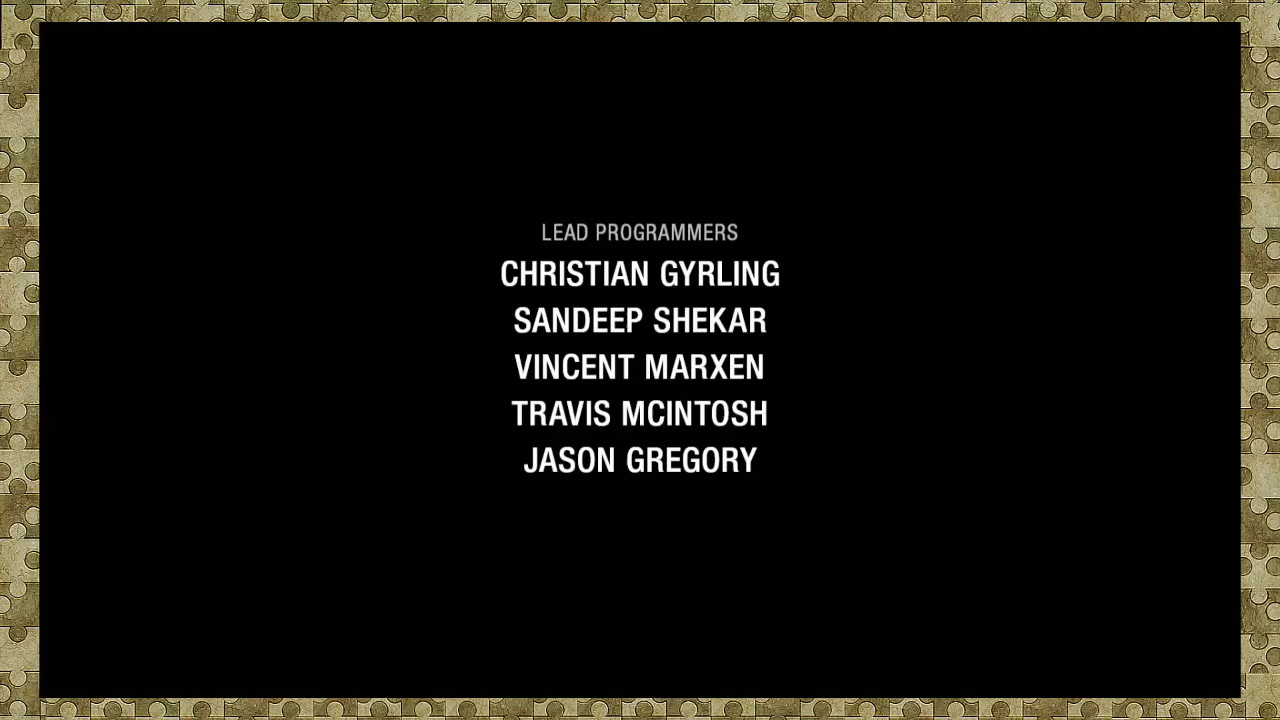 LEAD PROGRAMMERS
CHRISTIAN GYRLING
SANDEEP SHEKAR
VINCENT MARXEN
TRAVIS MCINTOSH
JASON GREGORY